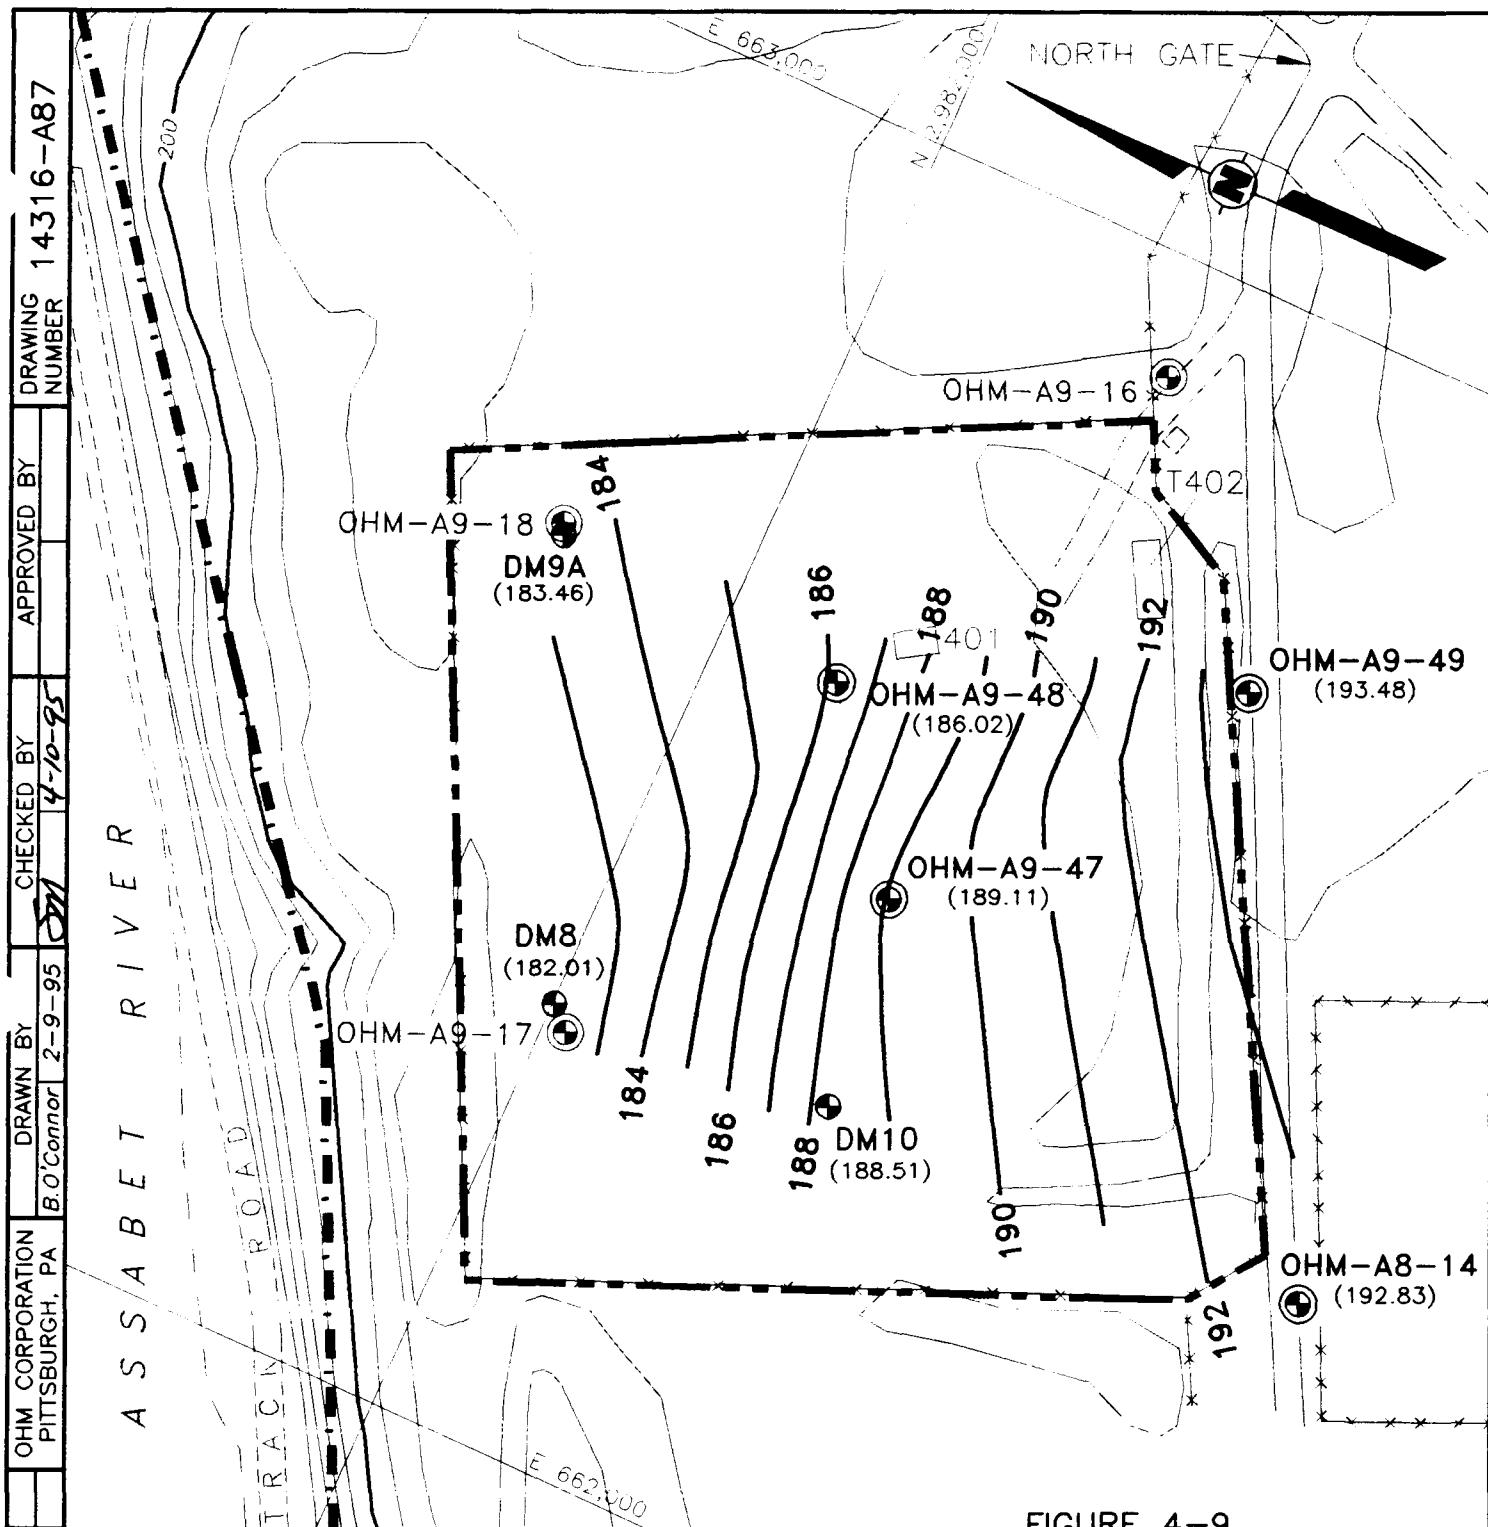 DRAWING NUMBER 14316-A87
APPROVED BY
CHECKED BY
4-10-95
DRAWN BY
B.O'Connor 2-9-95
OHM CORPORATION
PITTSBURGH, PA
E 663,000
N 2,982,000
NORTH GATE
N
200
OHM-A9-16
T402
184
OHM-A9-18
DM9A
(183.46)
186
188
190
192
401
OHM-A9-49
(193.48)
OHM-A9-48
(186.02)
OHM-A9-47
(189.11)
DM8
(182.01)
OHM-A9-17
184
186
188
DM10
(188.51)
190
192
OHM-A8-14
(192.83)
ASSABET RIVER
TRACK ROAD
E 662,000
FIGURE 4-9